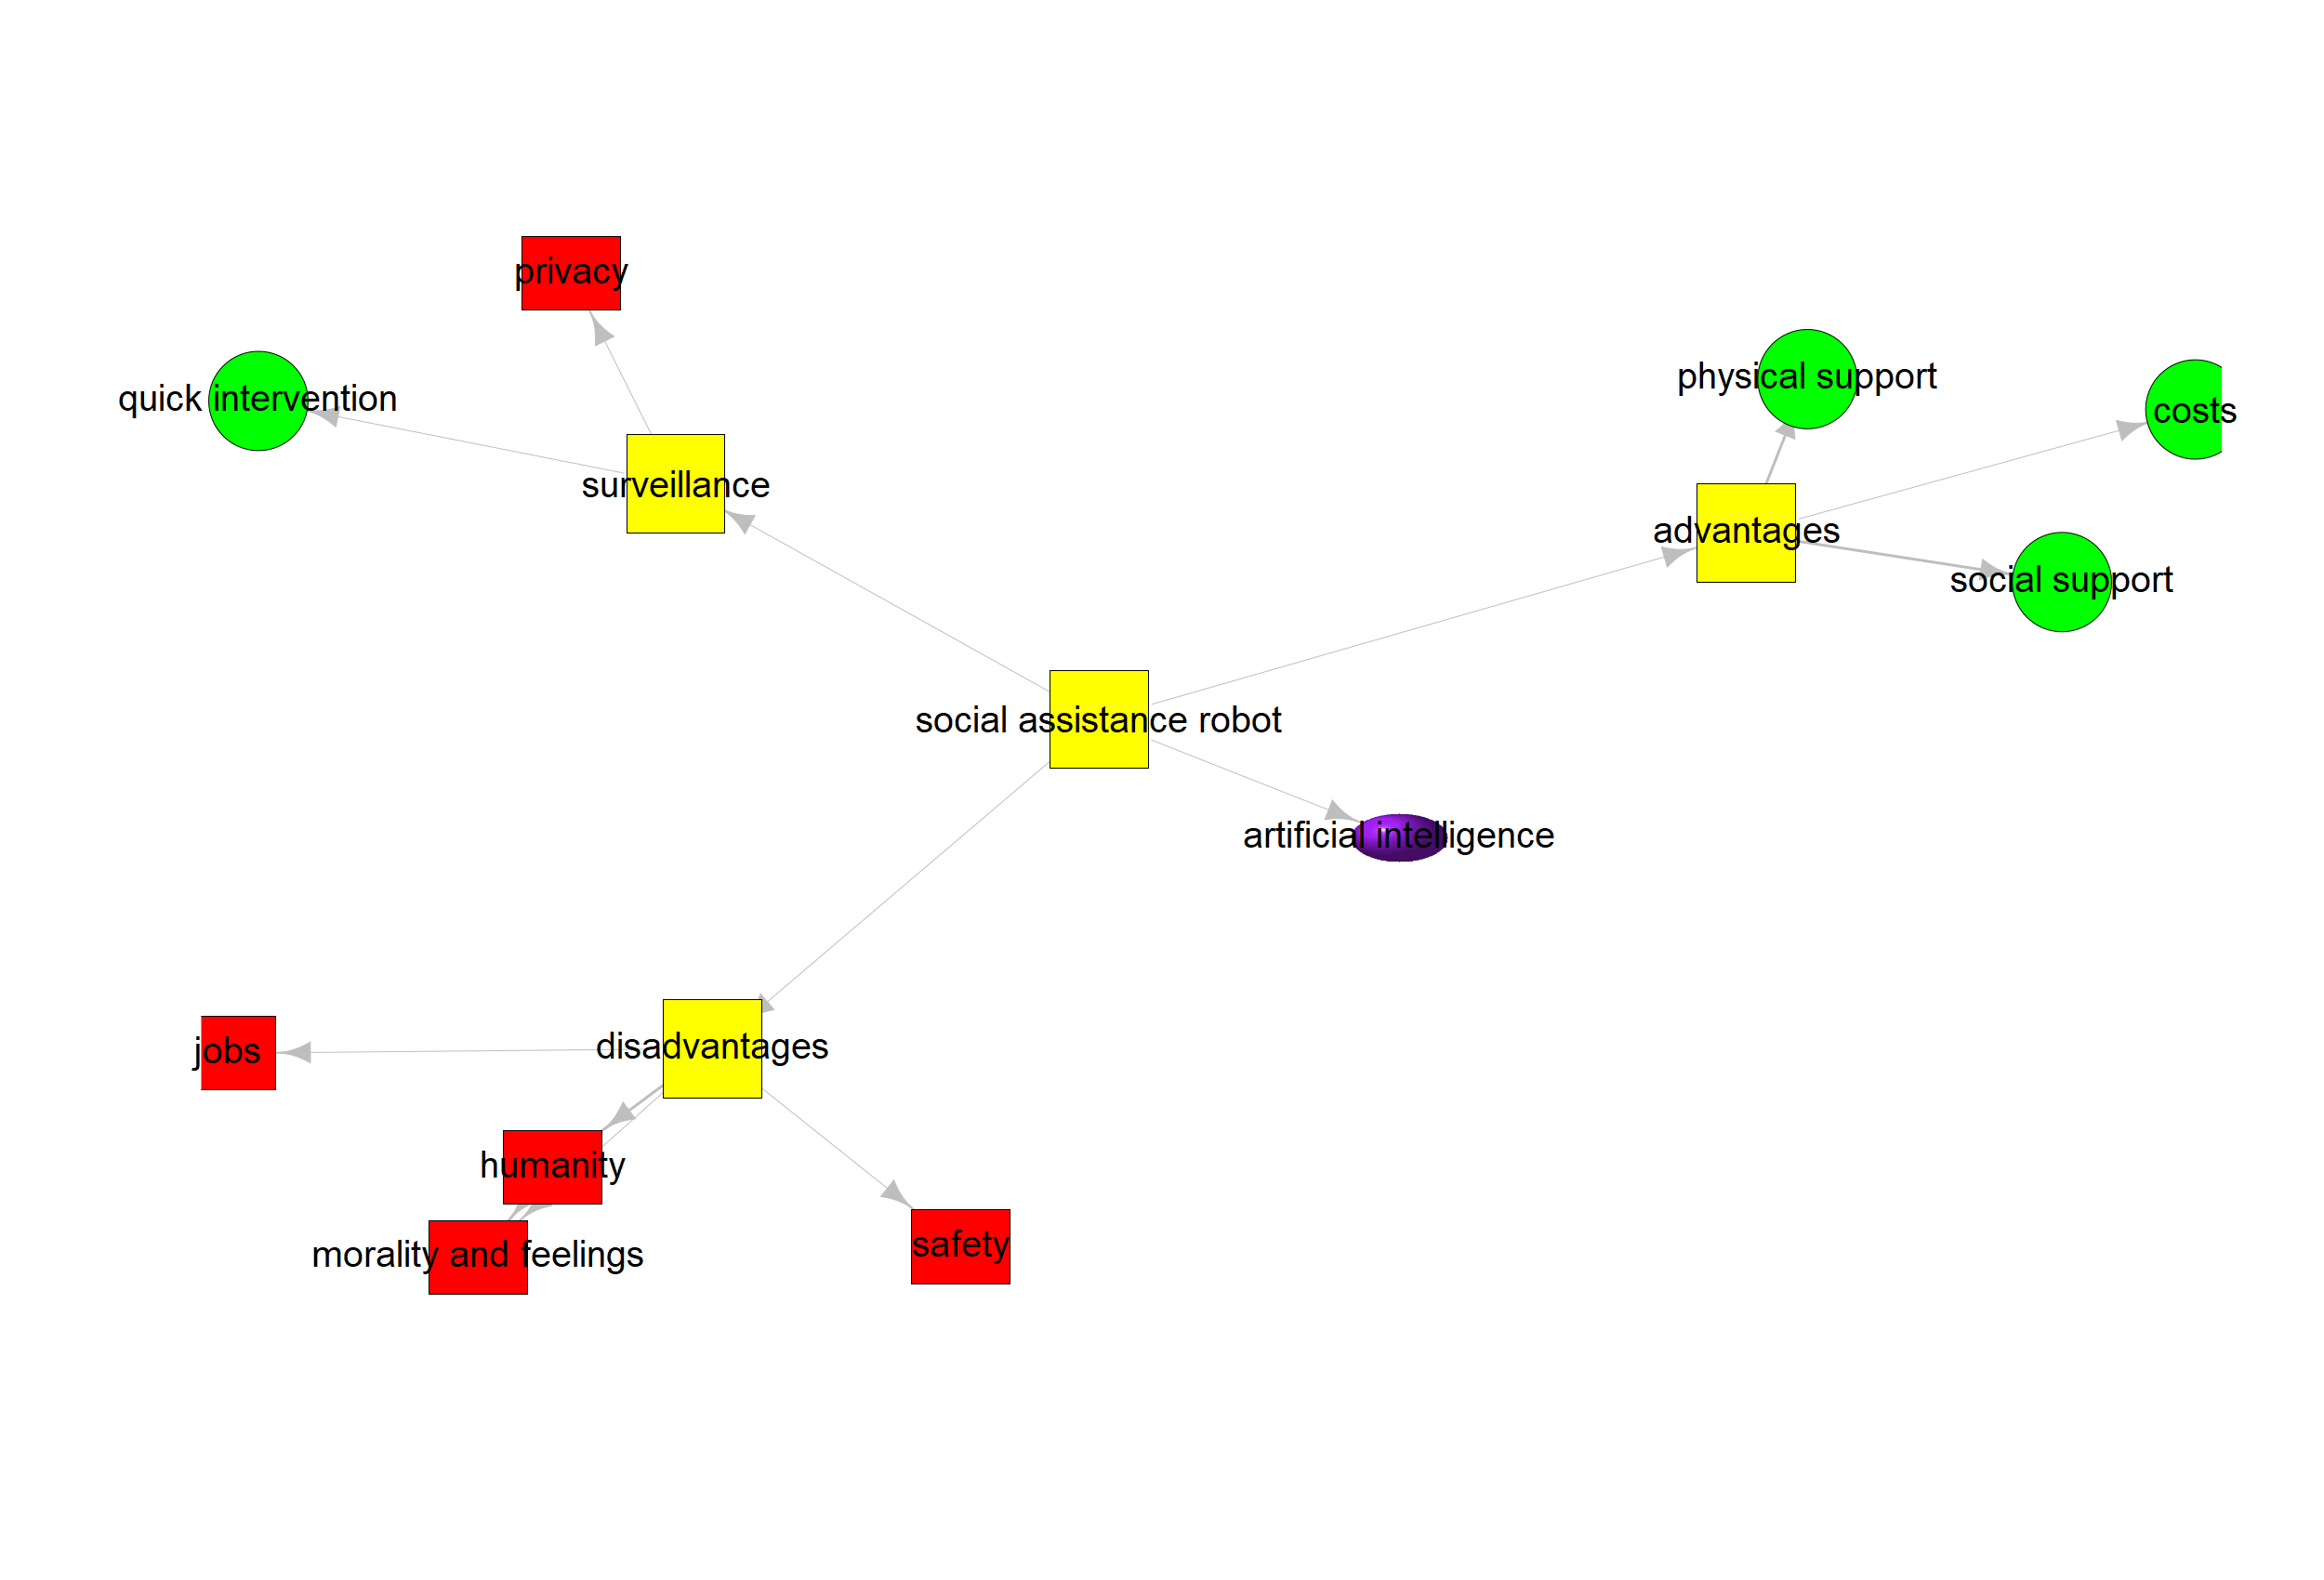 privacy
physical support
quick intervention
costs
surveillance
advantages
social support
social assistance robot
artificial intelligence
disadvantages
jobs
humanity
safety
morality and feelings